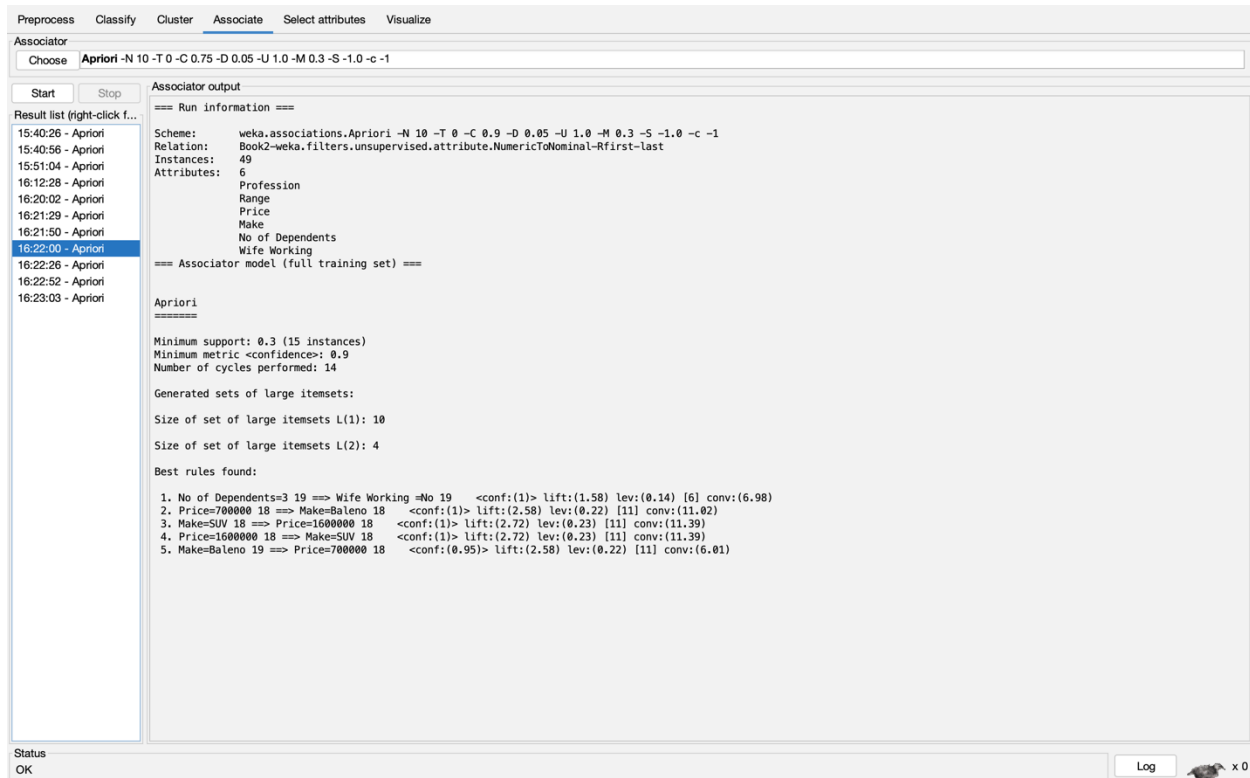 Preprocess Classify Cluster Associate Select attributes Visualize
Associator
Choose Apriori -N 10 -T 0 -C 0.75 -D 0.05 -U 1.0 -M 0.3 -S -1.0 -c -1
Start Stop
Result list (right-click f...
15:40:26 - Apriori
15:40:56 - Apriori
15:51:04 - Apriori
16:12:28 - Apriori
16:20:02 - Apriori
16:21:29 - Apriori
16:21:50 - Apriori
16:22:00 - Apriori
16:22:26 - Apriori
16:22:52 - Apriori
16:23:03 - Apriori
Associator output
=== Run information ===
Scheme: weka.associations.Apriori -N 10 -T 0 -C 0.9 -D 0.05 -U 1.0 -M 0.3 -S -1.0 -c -1
Relation: Book2-weka.filters.unsupervised.attribute.NumericToNominal-Rfirst-last
Instances: 49
Attributes: 6
Profession
Range
Price
Make
No of Dependents
Wife Working
=== Associator model (full training set) ===
Apriori
=======
Minimum support: 0.3 (15 instances)
Minimum metric <confidence>: 0.9
Number of cycles performed: 14
Generated sets of large itemsets:
Size of set of large itemsets L(1): 10
Size of set of large itemsets L(2): 4
Best rules found:
1. No of Dependents=3 19 ==> Wife Working =No 19 <conf:(1)> lift:(1.58) lev:(0.14) [6] conv:(6.98)
2. Price=700000 18 ==> Make=Baleno 18 <conf:(1)> lift:(2.58) lev:(0.22) [11] conv:(11.02)
3. Make=SUV 18 ==> Price=1600000 18 <conf:(1)> lift:(2.72) lev:(0.23) [11] conv:(11.39)
4. Price=1600000 18 ==> Make=SUV 18 <conf:(1)> lift:(2.72) lev:(0.23) [11] conv:(11.39)
5. Make=Baleno 19 ==> Price=700000 18 <conf:(0.95)> lift:(2.58) lev:(0.22) [11] conv:(6.01)
Status
OK
Log x 0